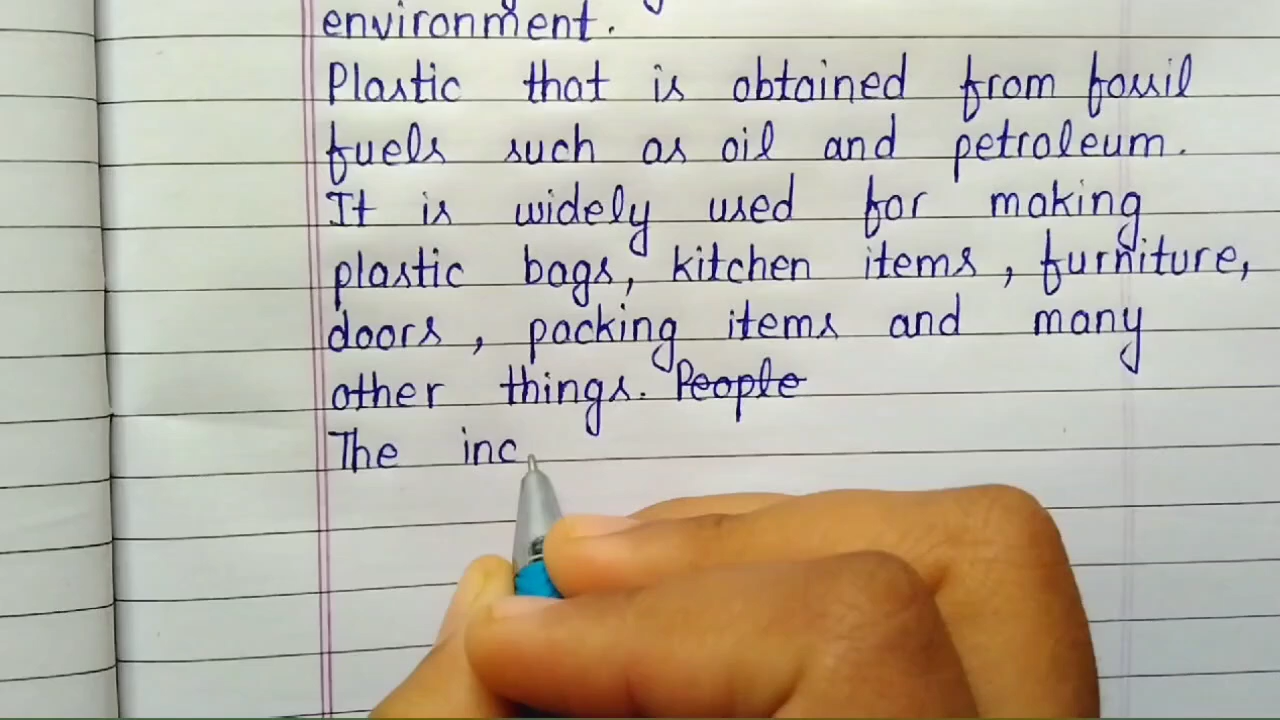 environment.
Plastic that is obtained from fossil
fuels such as oil and petroleum.
It is widely used for making
plastic bags, kitchen items, furniture,
doors, packing items and many
other things. People
The inc